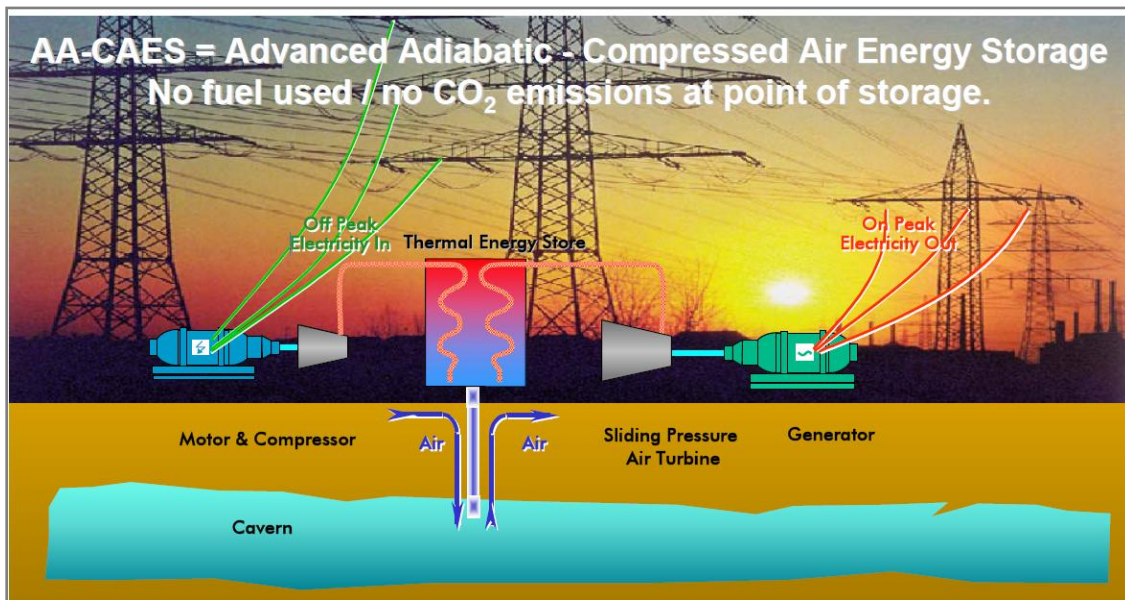 AA-CAES = Advanced Adiabatic - Compressed Air Energy Storage
No fuel used / no CO₂ emissions at point of storage.
Off Peak
Electricity In
Thermal Energy Store
On Peak
Electricity Out
Motor & Compressor
Air
Air
Sliding Pressure
Air Turbine
Generator
Cavern